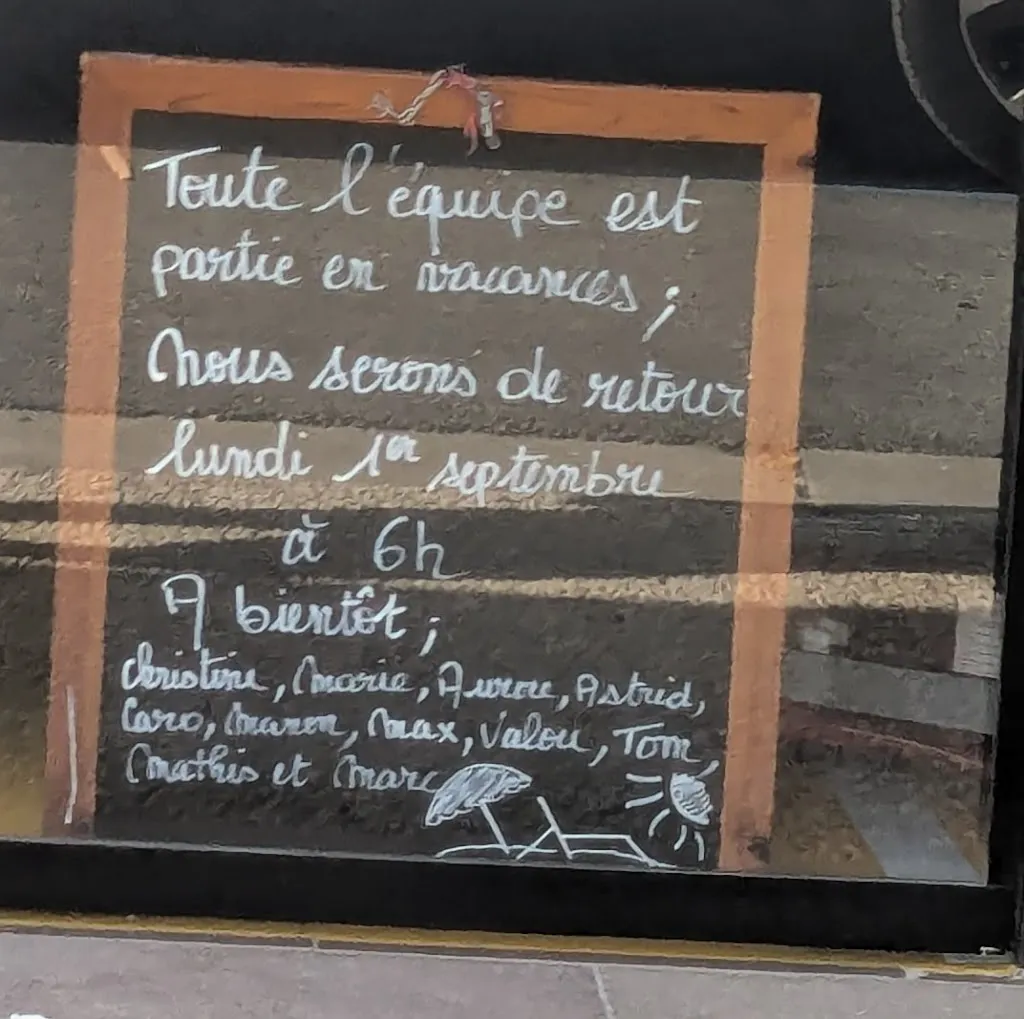 Toute l'équipe est
partie en vacances ;
Nous serons de retour
lundi 1er septembre
à 6h
A bientôt ;
Christine, Marie, Aurore, Astrid,
Caro, Manon, Max, Valou, Tom,
Mathis et Marc